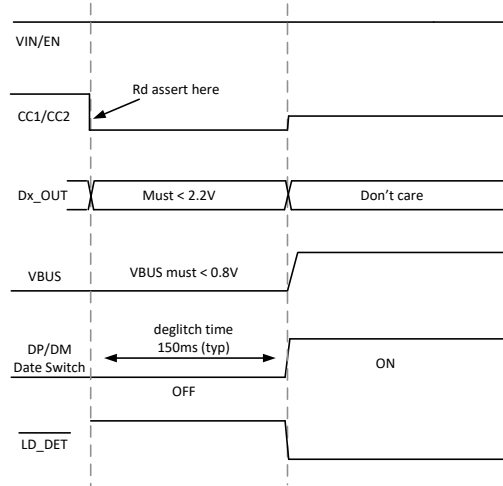 VIN/EN
Rd assert here
CC1/CC2
Dx_OUT
Must < 2.2V
Don't care
VBUS
VBUS must < 0.8V
deglitch time
150ms (typ)
DP/DM
Date Switch
ON
OFF
LD_DET